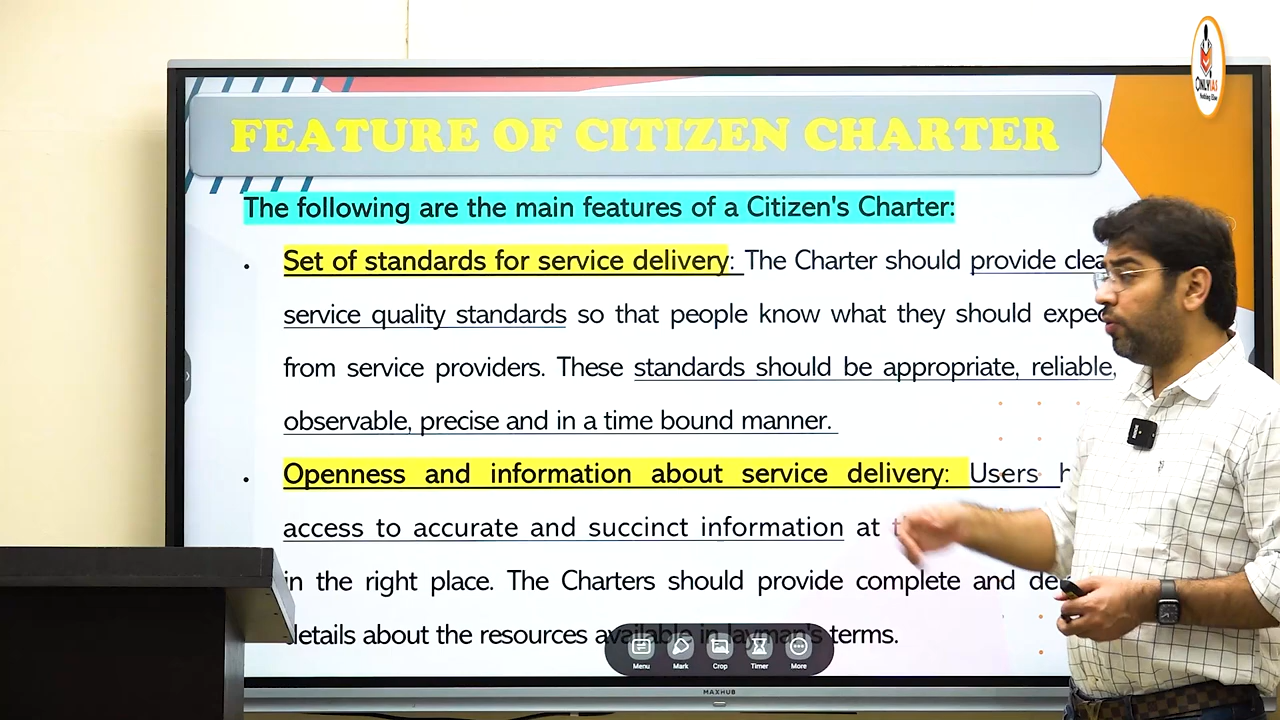 FEATURE OF CITIZEN CHARTER
The following are the main features of a Citizen's Charter:
Set of standards for service delivery: The Charter should provide
service quality standards so that people know what they should
from service providers. These standards should be appropriate, reliable,
observable, precise and in a time bound manner.
Openness and information about service delivery: Users
access to accurate and succinct information at
in the right place. The Charters should provide complete and
details about the resources available in layman's terms.
Menu Mark Crop Timer More
MAXHUB
ONLYIAS
Nothing Else